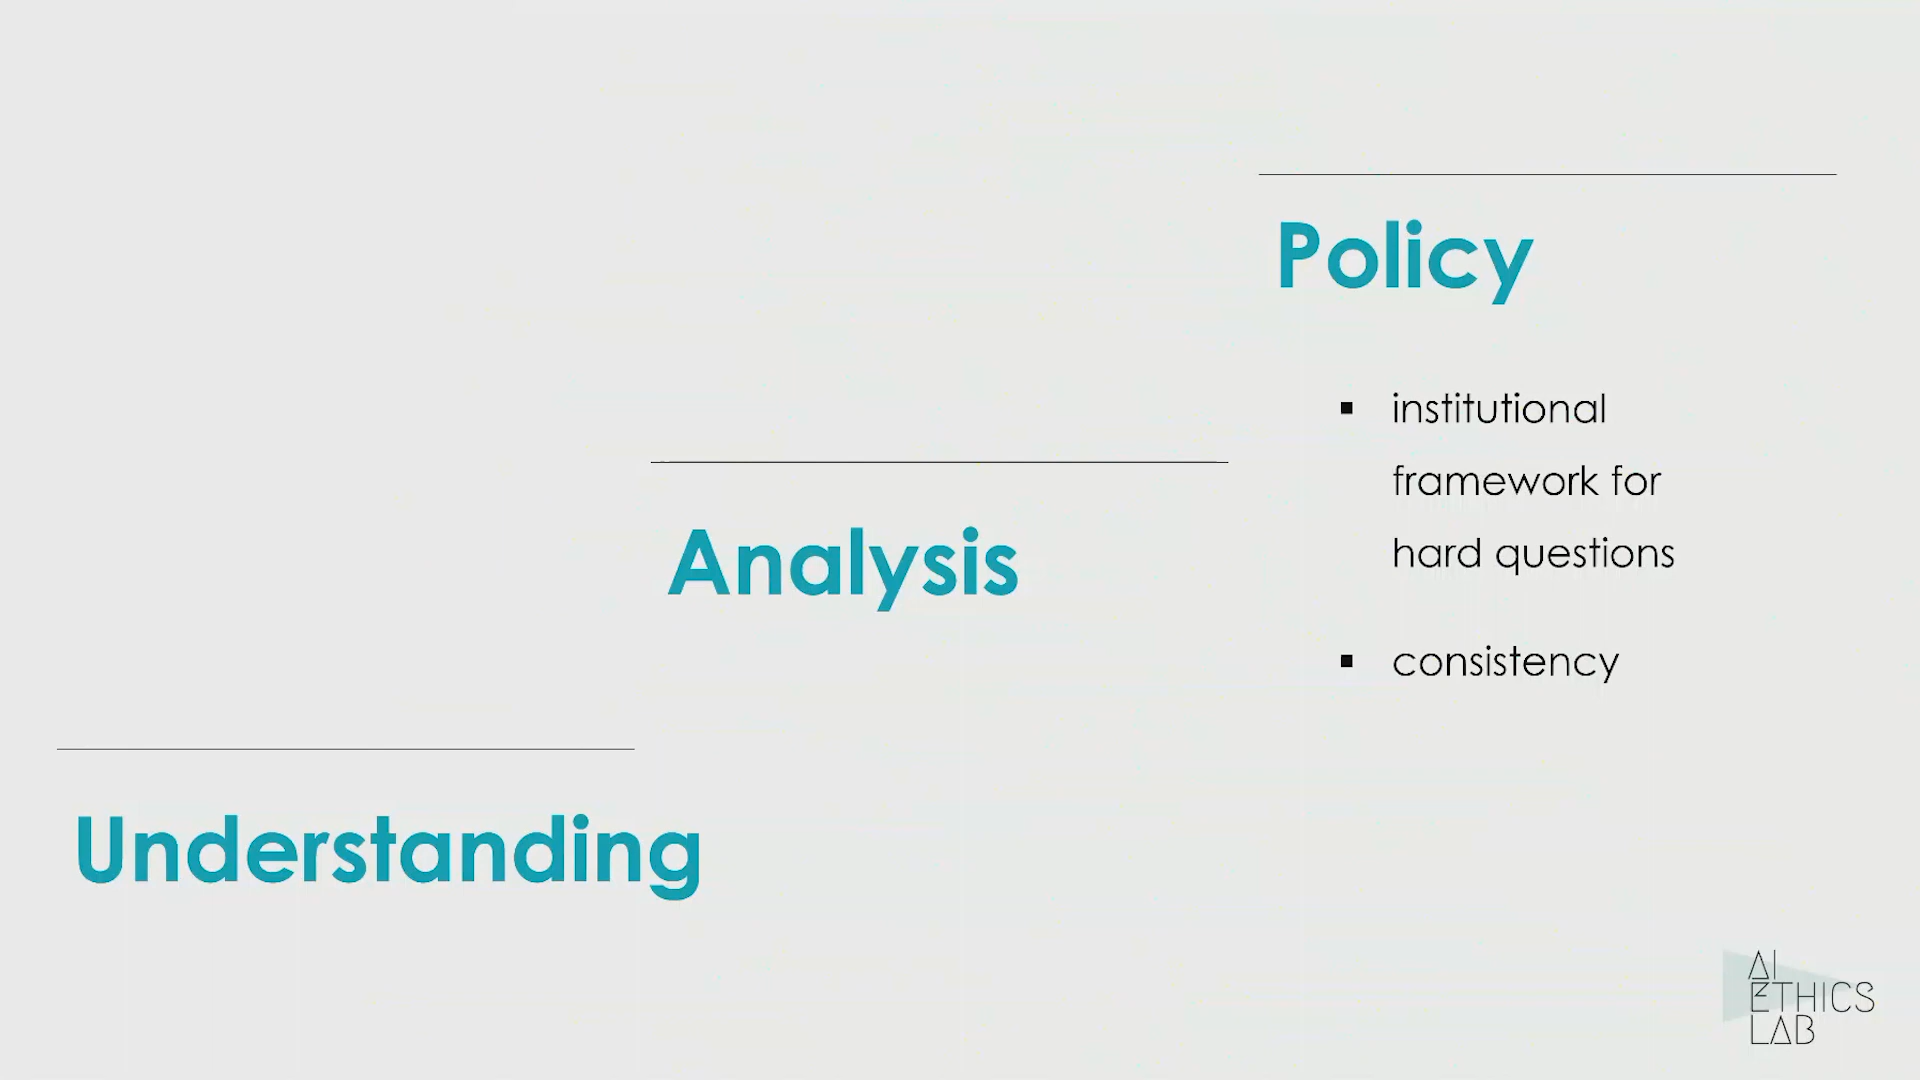 Policy
▪ institutional
framework for
hard questions
▪ consistency
Analysis
Understanding
AI
ETHICS
LAB